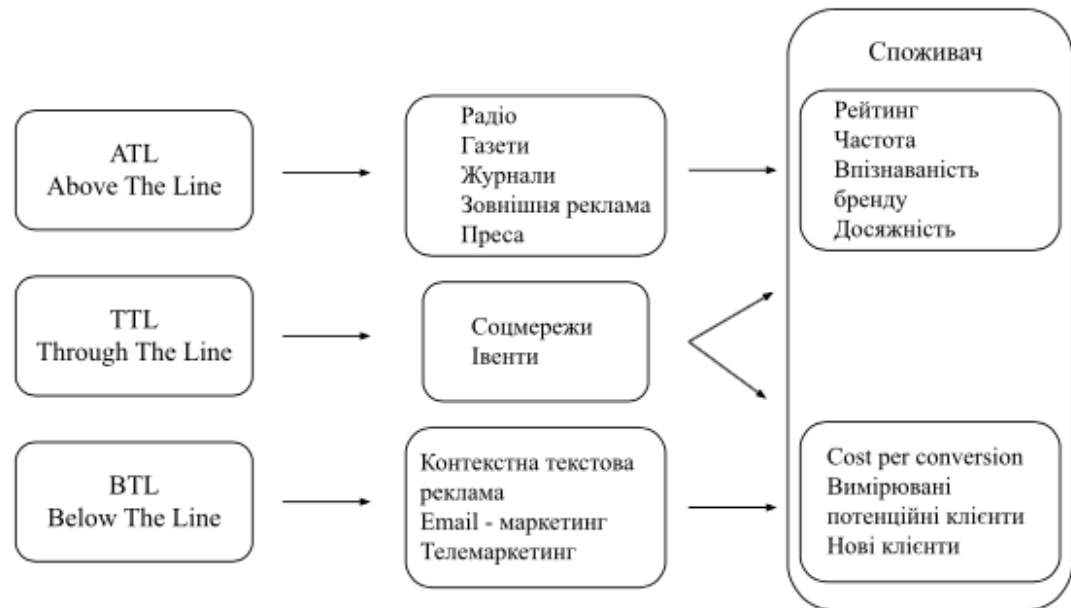 Споживач
ATL
Above The Line
Радіо
Газети
Журнали
Зовнішня реклама
Преса
Рейтинг
Частота
Впізнаваність
бренду
Досяжність
TTL
Through The Line
Соцмережи
Івенти
BTL
Below The Line
Контекстна текстова
реклама
Email - маркетинг
Телемаркетинг
Cost per conversion
Вимірювані
потенційні клієнти
Нові клієнти